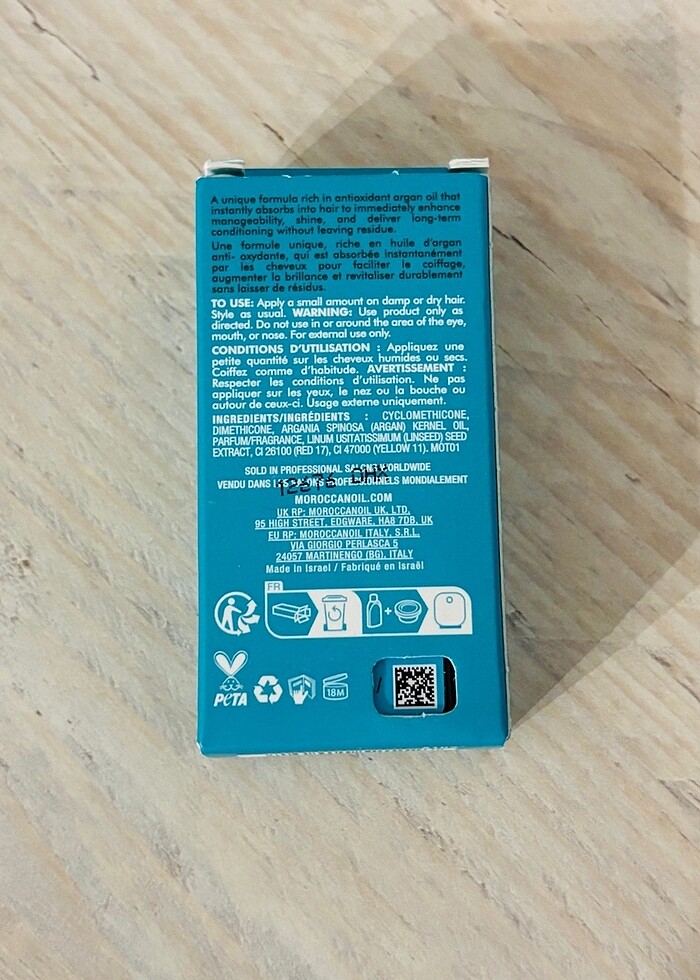 A unique formula rich in antioxidant argan oil that
instantly absorbs into hair to immediately enhance
manageability, shine, and deliver long-term
conditioning without leaving residue.
Une formule unique, riche en huile d'argan
anti- oxydante, qui est absorbée instantanément
par les cheveux pour faciliter le coiffage,
augmenter la brillance et revitaliser durablement
sans laisser de résidus.
TO USE: Apply a small amount on damp or dry hair.
Style as usual. WARNING: Use product only as
directed. Do not use in or around the area of the eye,
mouth, or nose. For external use only.
CONDITIONS D'UTILISATION : Appliquez une
petite quantité sur les cheveux humides ou secs.
Coiffez comme d'habitude. AVERTISSEMENT :
Respecter les conditions d'utilisation. Ne pas
appliquer sur les yeux, le nez ou la bouche ou
autour de ceux-ci. Usage externe uniquement.
INGREDIENTS/INGRÉDIENTS : CYCLOMETHICONE,
DIMETHICONE, ARGANIA SPINOSA (ARGAN) KERNEL OIL,
PARFUM/FRAGRANCE, LINUM USITATISSIMUM (LINSEED) SEED
EXTRACT, CI 26100 (RED 17), CI 47000 (YELLOW 11). MOT01
SOLD IN PROFESSIONAL SALONS WORLDWIDE
VENDU DANS LES SALONS PROFESSIONNELS MONDIALEMENT
MOROCCANOIL.COM
UK RP: MOROCCANOIL UK, LTD,
95 HIGH STREET, EDGWARE, HA8 7DB, UK
EU RP: MOROCCANOIL ITALY, S.R.L.
VIA GIORGIO PERLASCA 5
24057 MARTINENGO (BG), ITALY
Made in Israel / Fabriqué en Israël
FR
PETA
18M